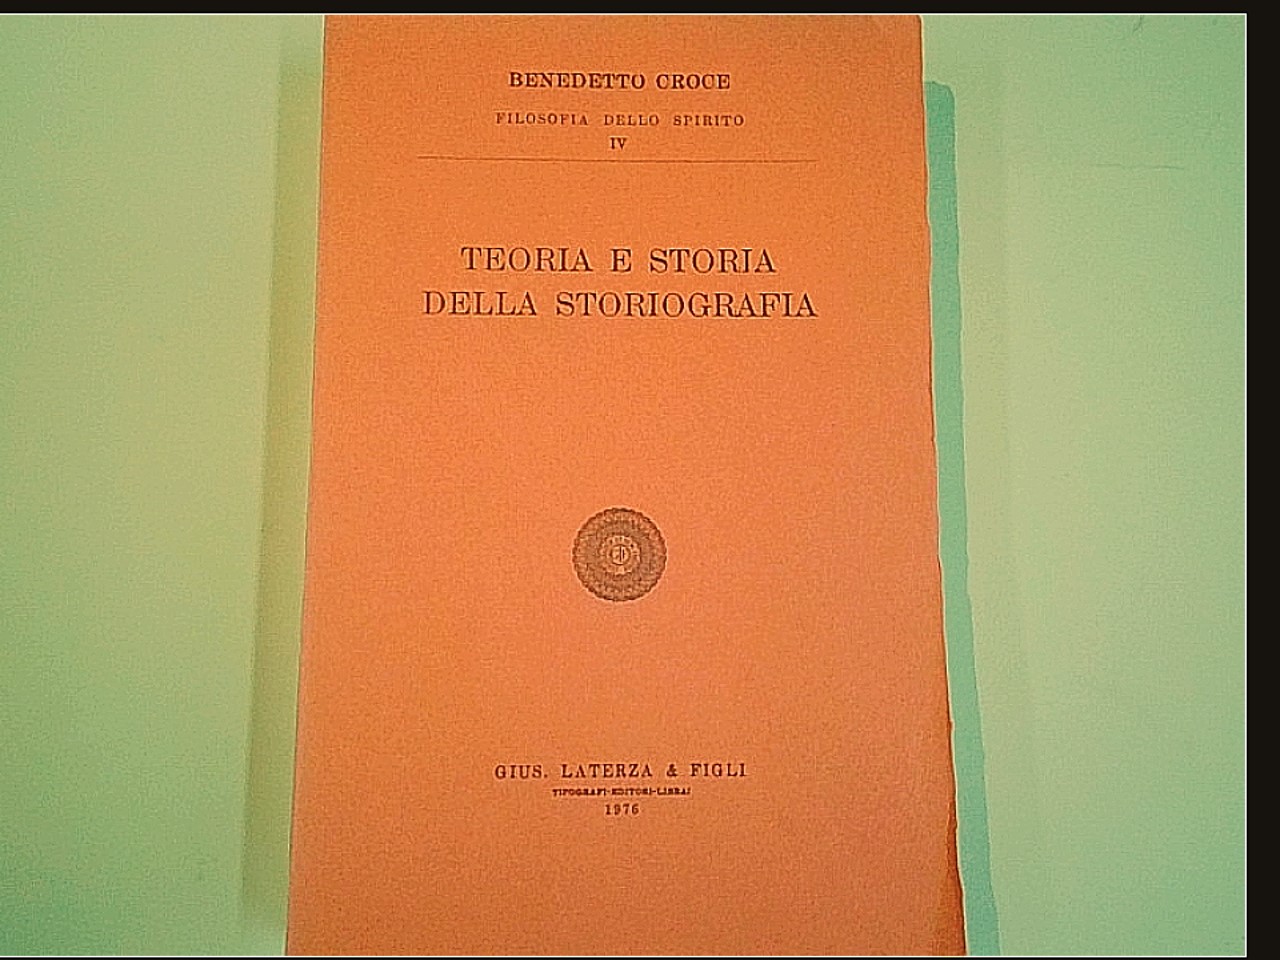 BENEDETTO CROCE
FILOSOFIA DELLO SPIRITO
IV
TEORIA E STORIA
DELLA STORIOGRAFIA
GIUS. LATERZA & FIGLI
TIPOGRAFI-EDITORI-LIBRAI
1976